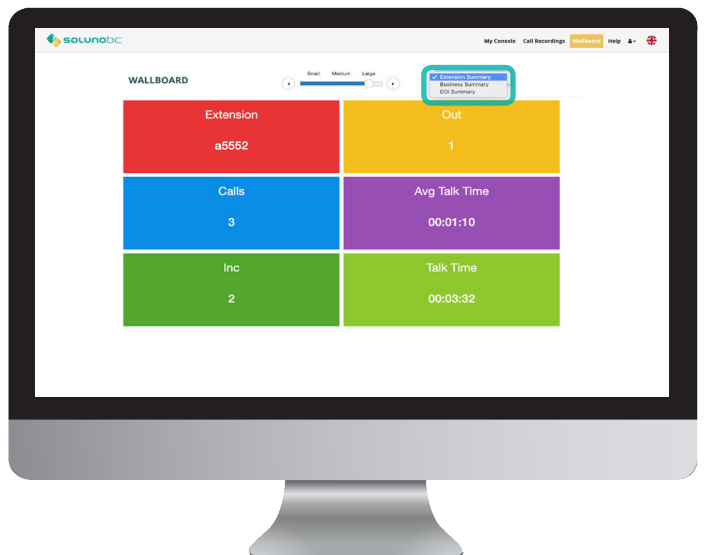 solunobc
My Console Call Recordings Wallboard Help
WALLBOARD
Small Medium Large
✓ Extension Summary
Business Summary
DDI Summary
Extension
a5552
Out
1
Calls
3
Avg Talk Time
00:01:10
Inc
2
Talk Time
00:03:32